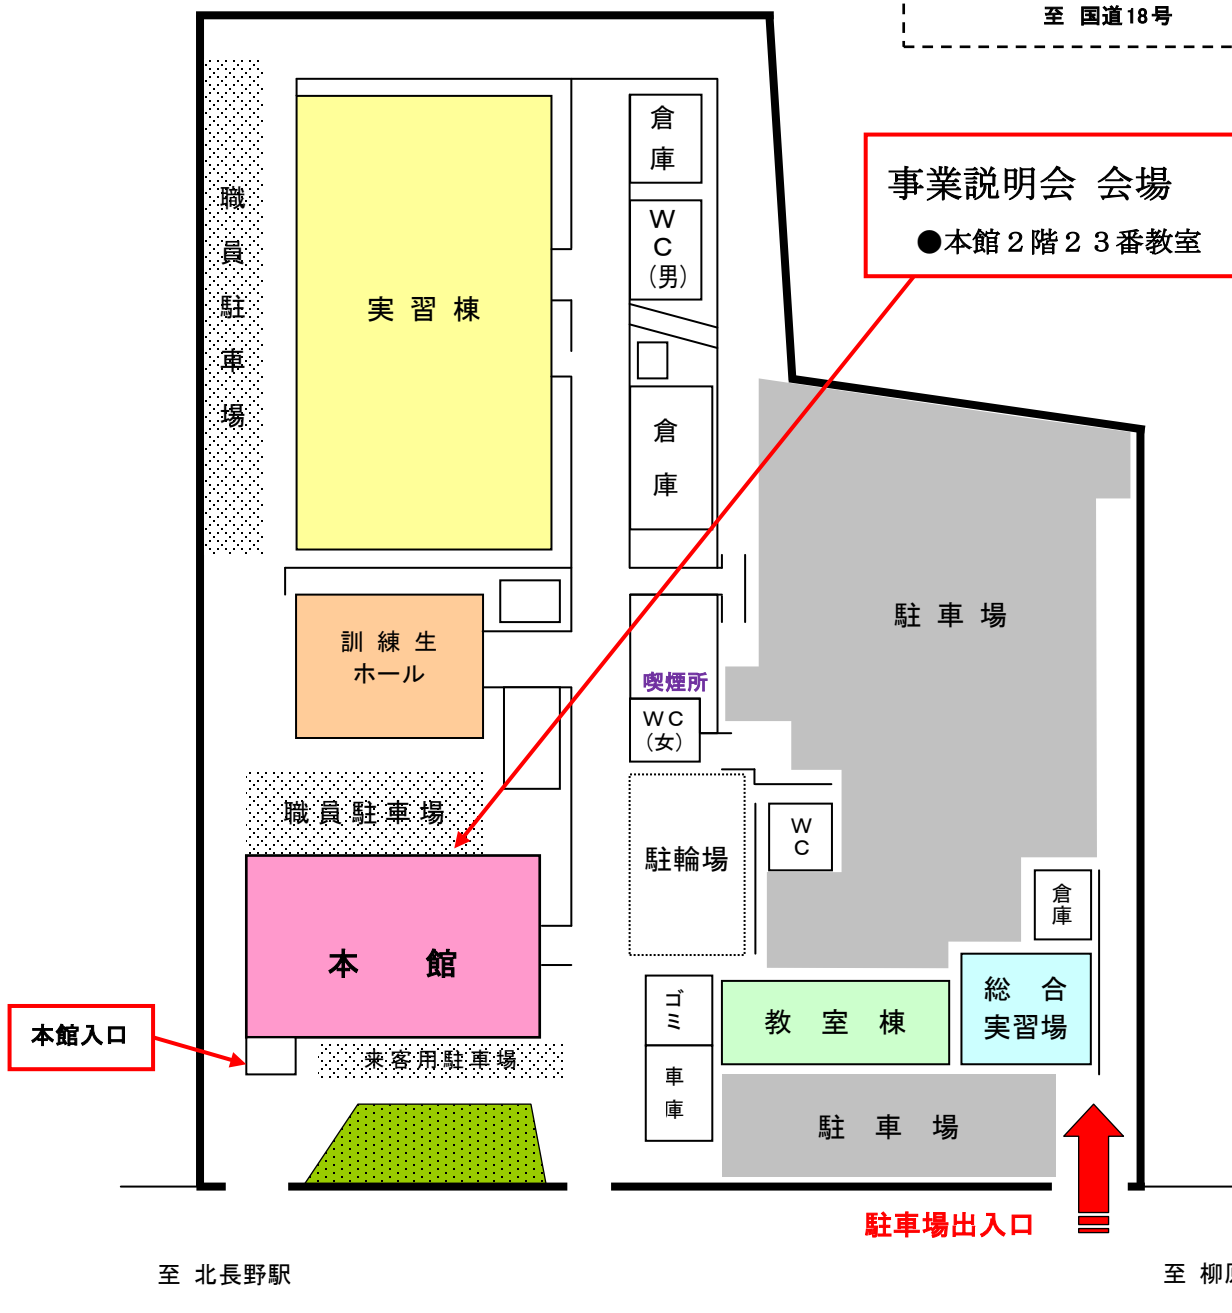 至 国道18号
事業説明会 会場
●本館２階２３番教室
倉庫
WC
（男）
職員駐車場
実習棟
倉庫
駐車場
訓練生
ホール
喫煙所
WC
（女）
職員駐車場
WC
駐輪場
倉庫
本館
総合
実習場
ゴミ
教室棟
本館入口
来客用駐車場
車庫
駐車場
駐車場出入口
至 北長野駅
至 柳